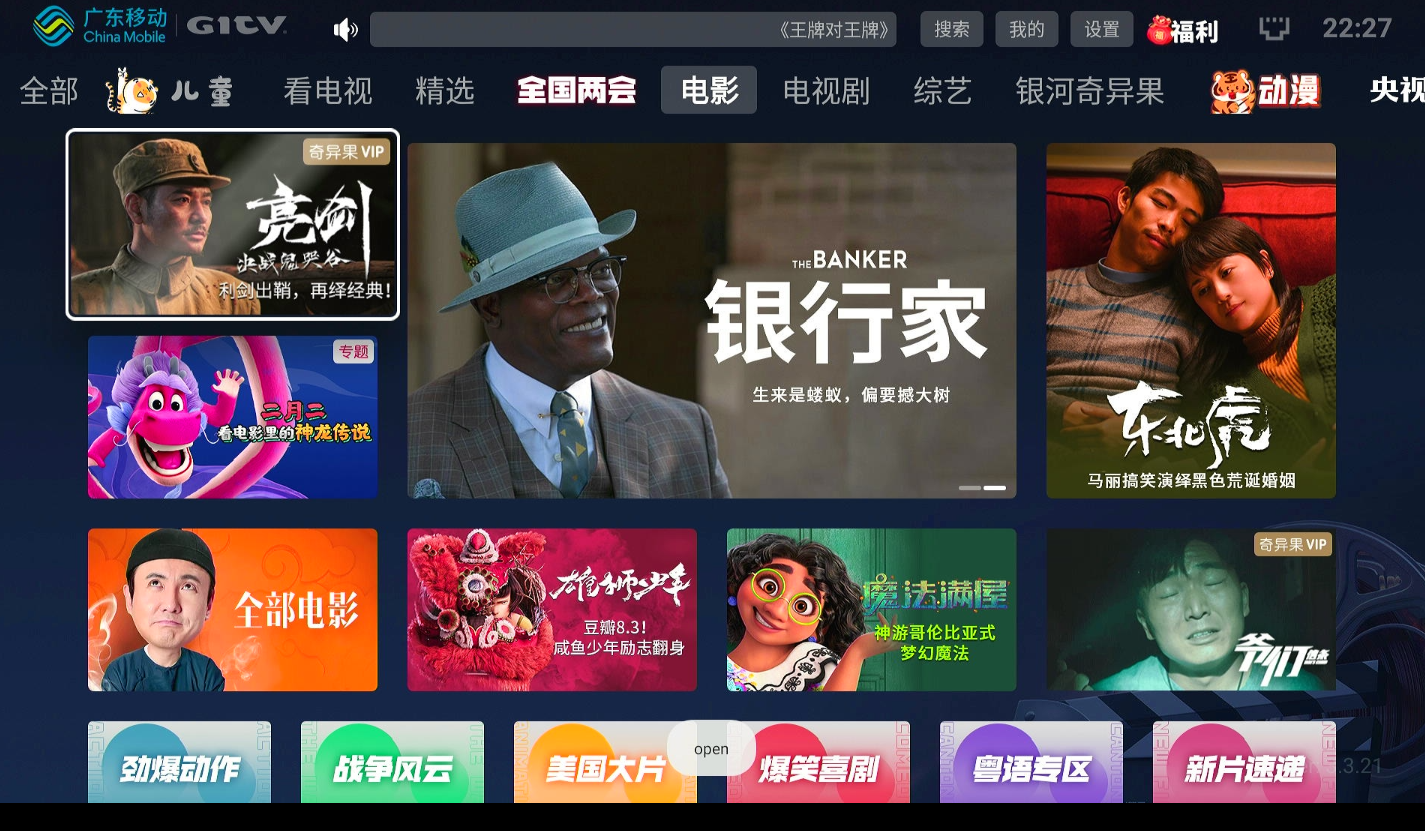 广东移动
China Mobile
GITV
《王牌对王牌》
搜索
我的
设置
福
福利
22:27
全部
儿童
看电视
精选
全国两会
电影
电视剧
综艺
银河奇异果
动漫
央视
奇异果 VIP
亮剑
决战鬼哭谷
利剑出鞘，再绎经典！
THE BANKER
银行家
生来是蝼蚁，偏要撼大树
东北虎
马丽搞笑演绎黑色荒诞婚姻
专题
二月二
看电影里的神龙传说
全部电影
雄狮少年
豆瓣8.3！
咸鱼少年励志翻身
魔法满屋
神游哥伦比亚式
梦幻魔法
奇异果 VIP
爷们
劲爆动作
战争风云
美国大片
open
爆笑喜剧
粤语专区
新片速递
.3.21